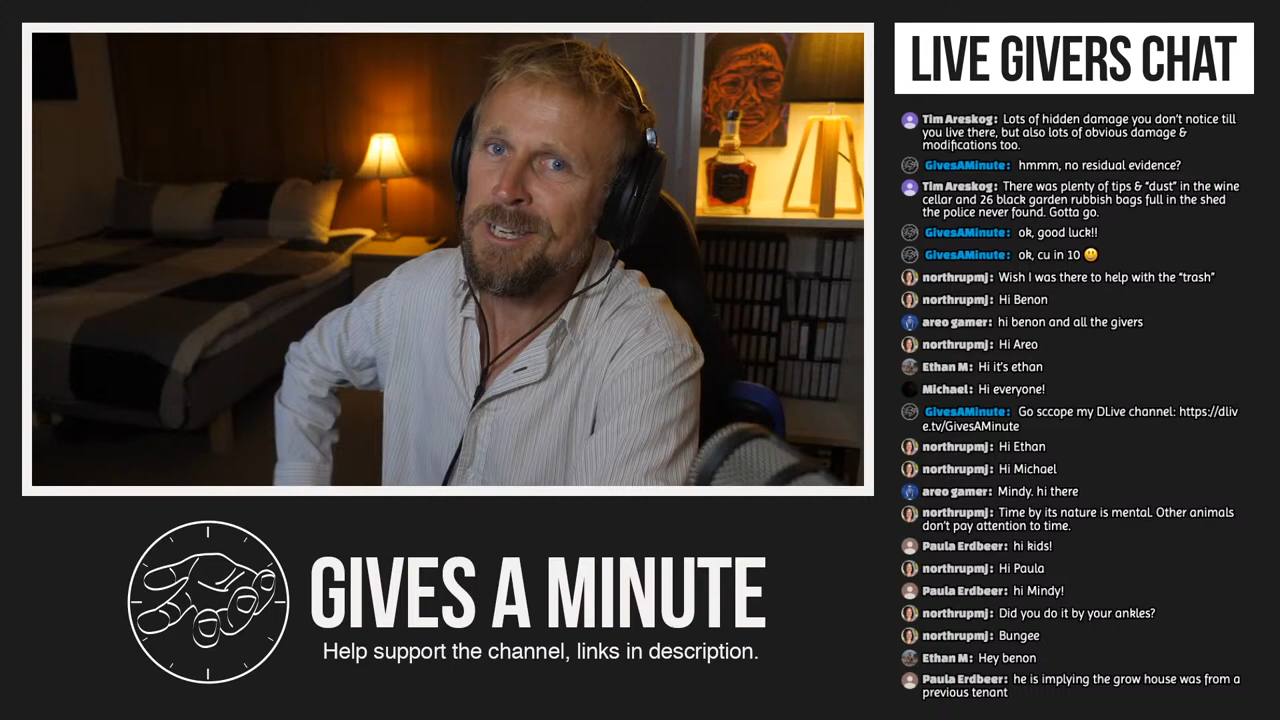 LIVE GIVERS CHAT
Tim Areskog: Lots of hidden damage you don't notice till
you live there, but also lots of obvious damage &
modifications too.
GivesAMinute: hmmm, no residual evidence?
Tim Areskog: There was plenty of tips & "dust" in the wine
cellar and 26 black garden rubbish bags full in the shed
the police never found. Gotta go.
GivesAMinute: ok, good luck!!
GivesAMinute: ok, cu in 10 😃
northrupmj: Wish I was there to help with the "trash"
northrupmj: Hi Benon
areo gamer: hi benon and all the givers
northrupmj: Hi Areo
Ethan M: Hi it's ethan
Michael: Hi everyone!
GivesAMinute: Go sccope my DLive channel: https://dliv
e.tv/GivesAMinute
northrupmj: Hi Ethan
northrupmj: Hi Michael
areo gamer: Mindy. hi there
northrupmj: Time by its nature is mental. Other animals
don't pay attention to time.
Paula Erdbeer: hi kids!
northrupmj: Hi Paula
Paula Erdbeer: hi Mindy!
northrupmj: Did you do it by your ankles?
northrupmj: Bungee
Ethan M: Hey benon
Paula Erdbeer: he is implying the grow house was from a
previous tenant
GIVES A MINUTE
Help support the channel, links in description.